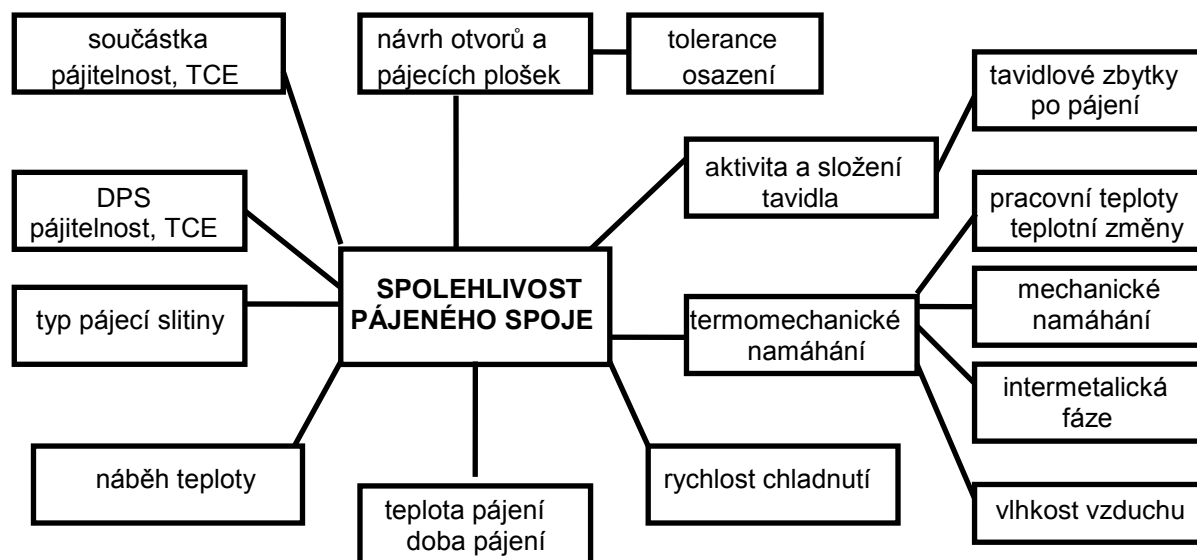 součástka
pájitelnost, TCE
návrh otvorů a
pájecích plošek
tolerance
osazení
tavidlové zbytky
po pájení
aktivita a složení
tavidla
DPS
pájitelnost, TCE
pracovní teploty
teplotní změny
SPOLEHLIVOST
PÁJENÉHO SPOJE
typ pájecí slitiny
termomechanické
namáhání
mechanické
namáhání
intermetalická
fáze
náběh teploty
teplota pájení
doba pájení
rychlost chladnutí
vlhkost vzduchu